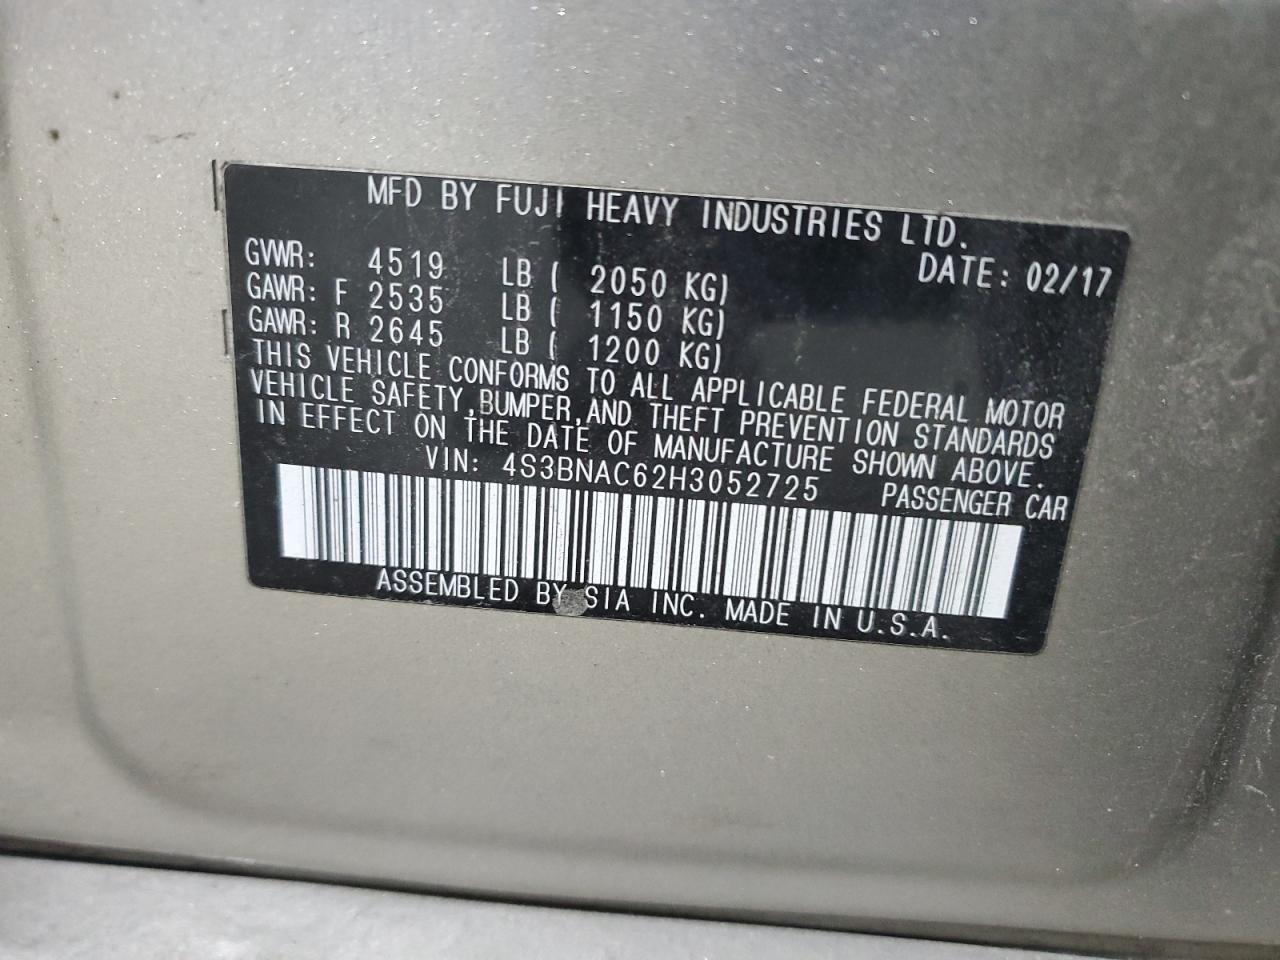 MFD BY FUJI HEAVY INDUSTRIES LTD.
DATE: 02/17
GVWR: 4519 LB ( 2050 KG)
GAWR: F 2535 LB ( 1150 KG)
GAWR: R 2645 LB ( 1200 KG)
THIS VEHICLE CONFORMS TO ALL APPLICABLE FEDERAL MOTOR
VEHICLE SAFETY,BUMPER,AND THEFT PREVENTION STANDARDS
IN EFFECT ON THE DATE OF MANUFACTURE SHOWN ABOVE.
VIN: 4S3BNAC62H3052725 PASSENGER CAR
ASSEMBLED BY SIA INC. MADE IN U.S.A.